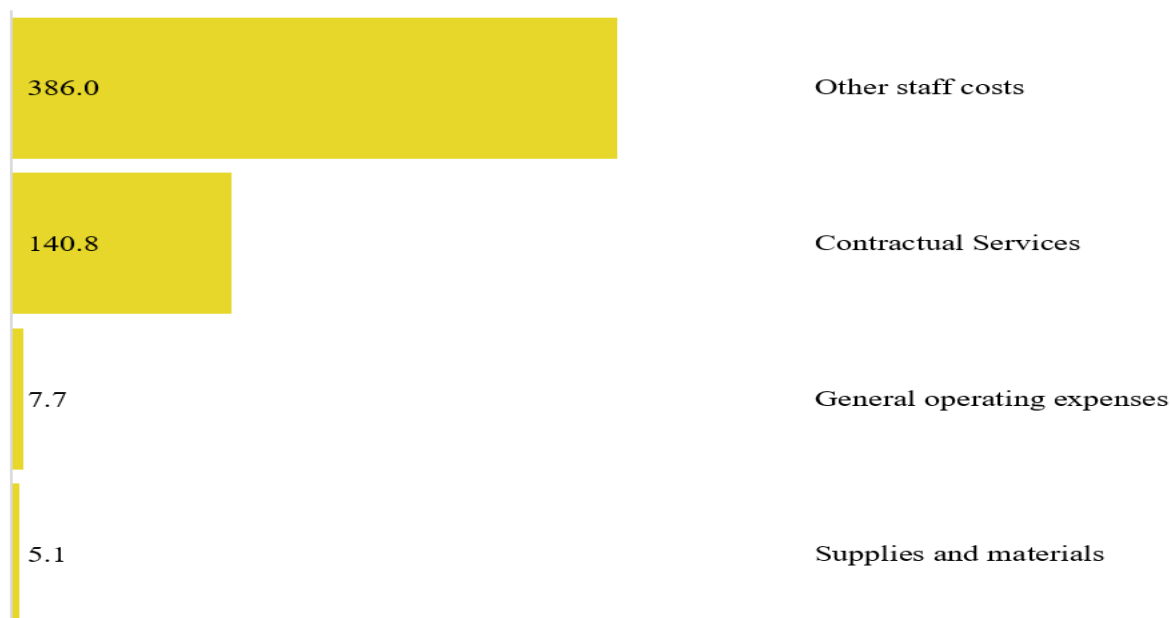 386.0 Other staff costs
140.8 Contractual Services
7.7 General operating expenses
5.1 Supplies and materials